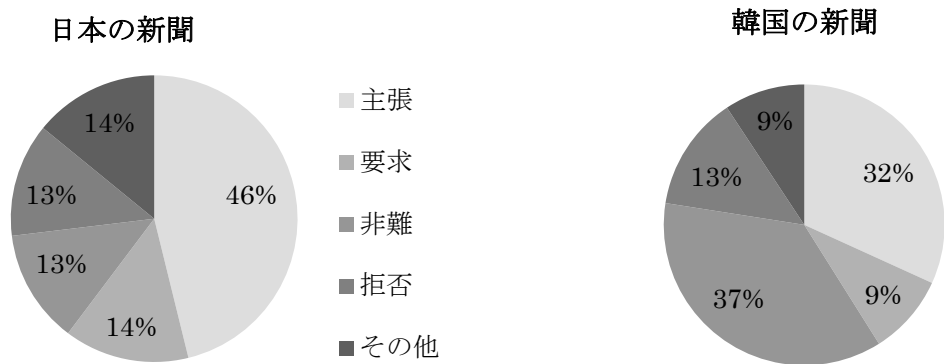 日本の新聞
14%
46%
13%
13%
14%
主張
要求
非難
拒否
その他
韓国の新聞
9%
32%
13%
37%
9%